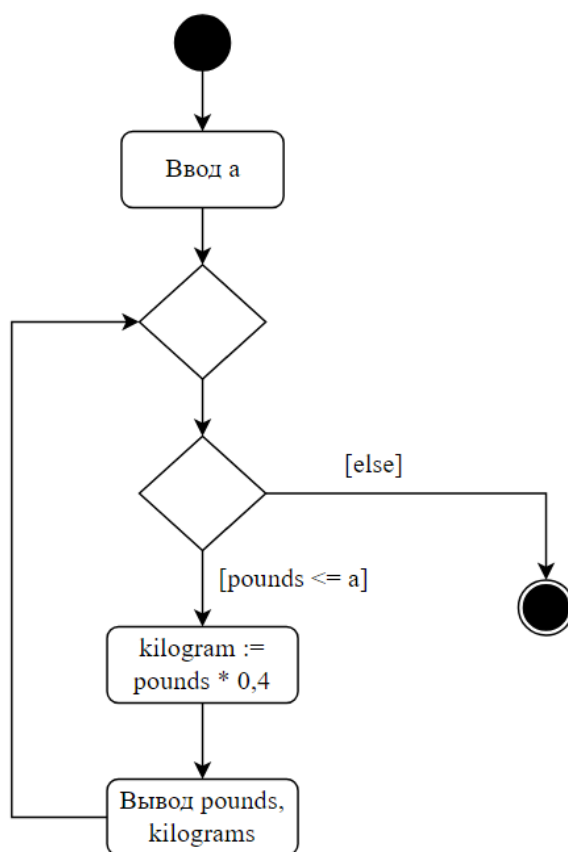 Ввод a
[else]
[pounds <= a]
kilogram :=
pounds * 0,4
Вывод pounds,
kilograms